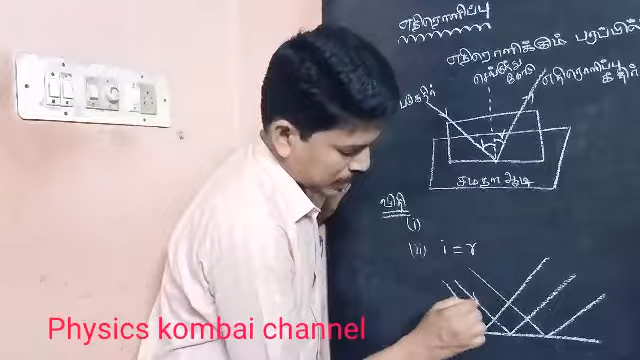 எதிரொளிப்பு
எதிரொளிக்கும் பரப்பில்
செங்குத்து
கோடு
எதிரொளிப்பு
கதிர்
படுகதிர்
சமதள ஆடி
விதி
(i)
(ii) i = r
Physics kombai channel